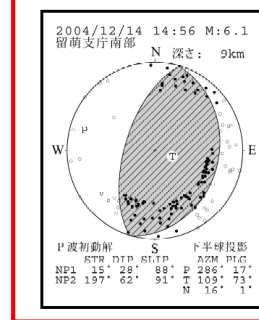 2004/12/14 14:56 M:6.1
留萌支庁南部
N 深さ: 9km
P
W T E
S
P波初動解 下半球投影
STR DIP SLIP AZM PLG
NP1 15° 28° 88° P 286° 17°
NP2 197° 62° 91° T 109° 73°
N 16° 1°